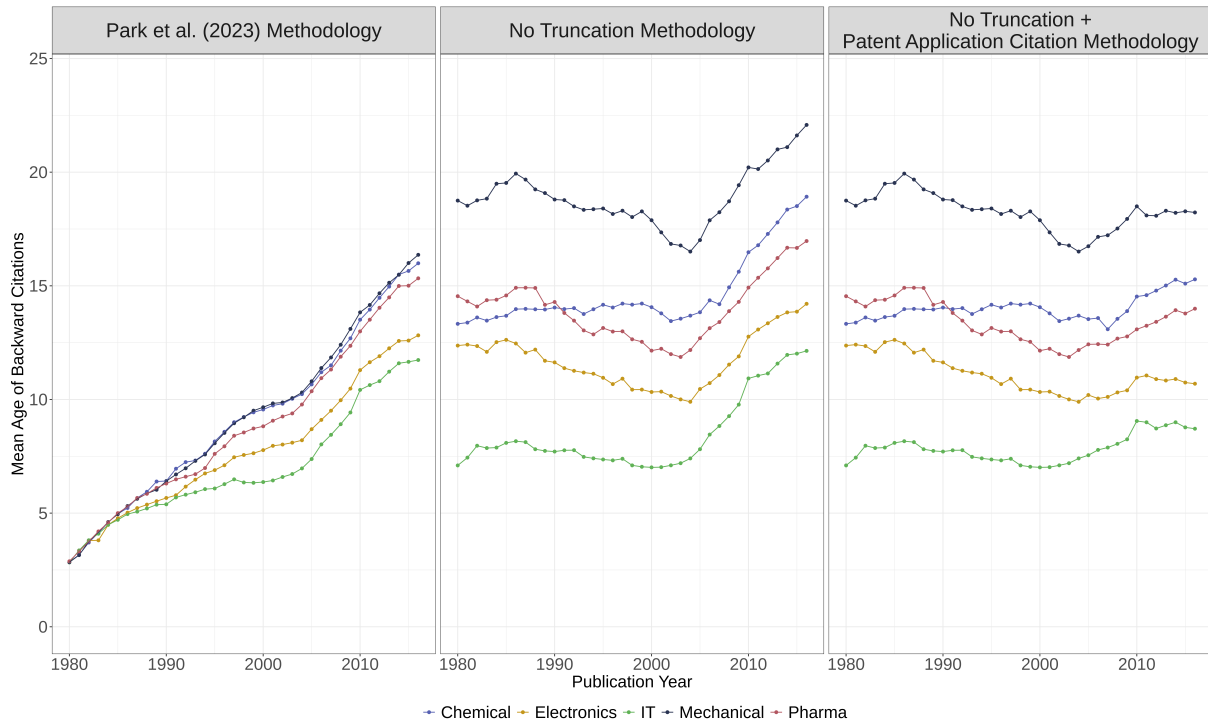 Park et al. (2023) Methodology
No Truncation Methodology
No Truncation +
Patent Application Citation Methodology
Mean Age of Backward Citations
25
20
15
10
5
0
1980 1990 2000 2010
1980 1990 2000 2010
1980 1990 2000 2010
Publication Year
Chemical Electronics IT Mechanical Pharma